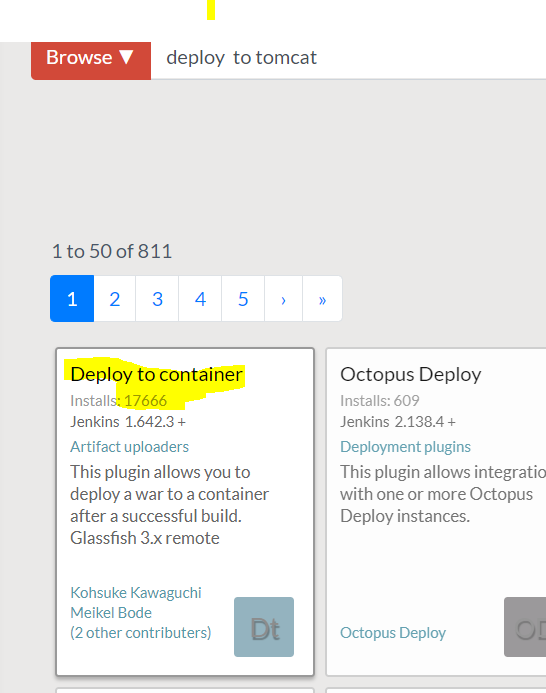 Browse ▼ deploy  to tomcat
1 to 50 of 811
1 2 3 4 5 › »
Deploy to container
Installs: 17666
Jenkins 1.642.3 +
Artifact uploaders
This plugin allows you to
deploy a war to a container
after a successful build.
Glassfish 3.x remote
Kohsuke Kawaguchi
Meikel Bode
(2 other contributers)
Dt
Octopus Deploy
Installs: 609
Jenkins 2.138.4 +
Deployment plugins
This plugin allows integratio
with one or more Octopus
Deploy instances.
Octopus Deploy
OD